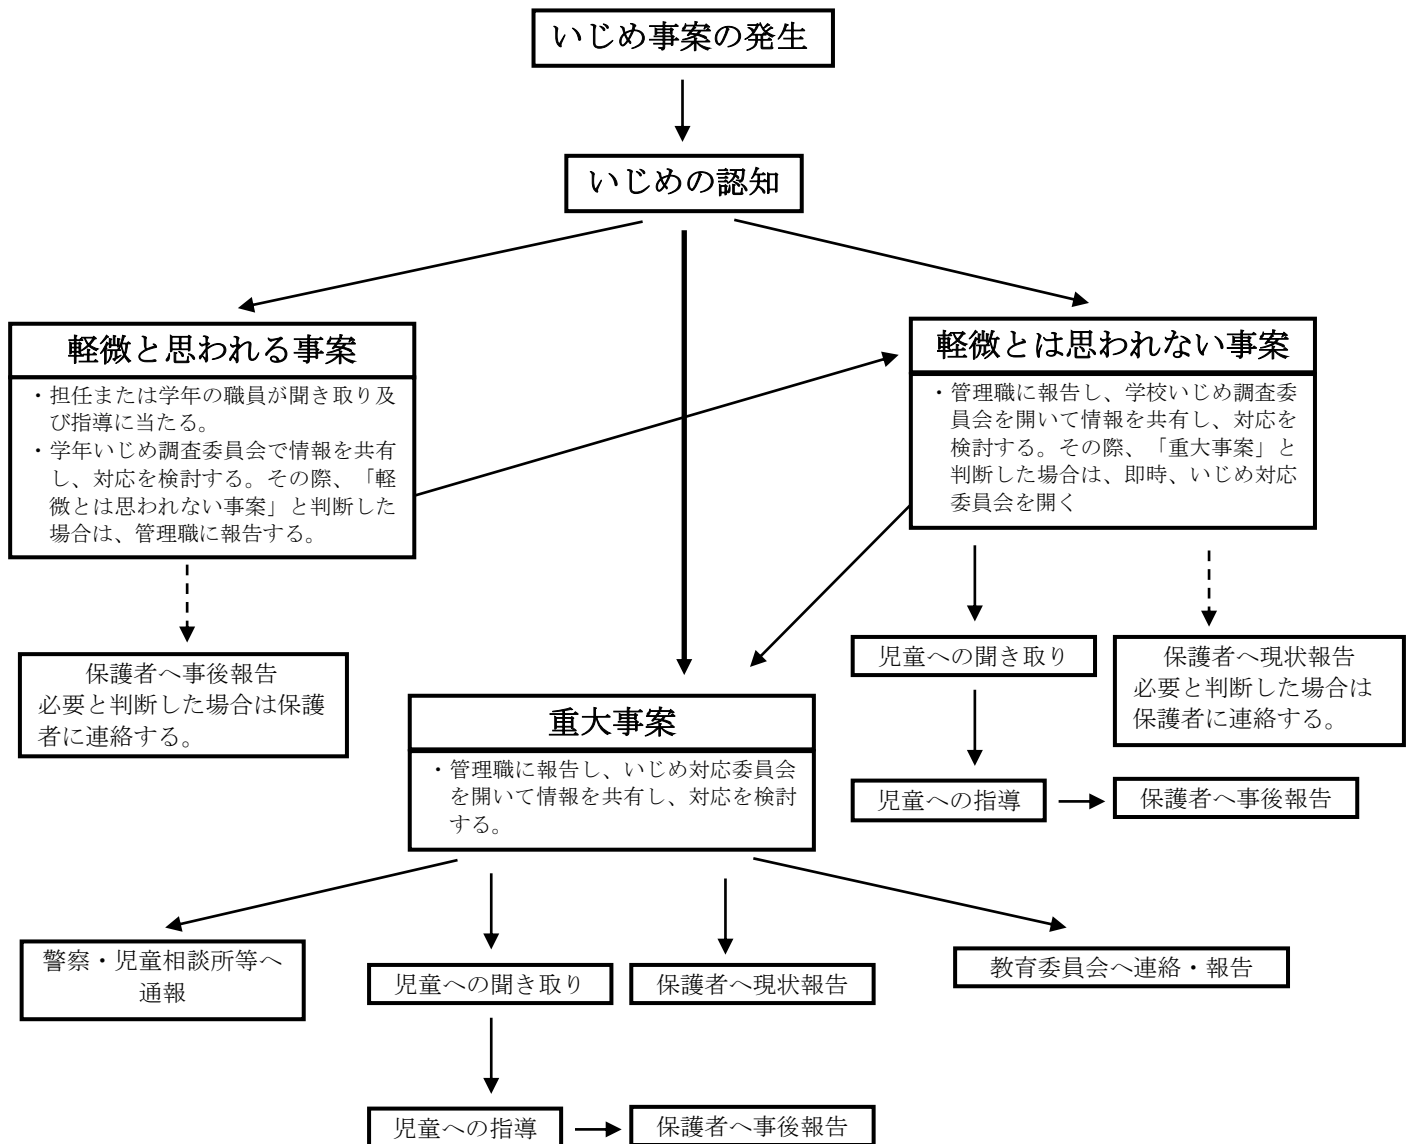 いじめ事案の発生
いじめの認知
軽微と思われる事案
・担任または学年の職員が聞き取り及
び指導に当たる。
・学年いじめ調査委員会で情報を共有
し、対応を検討する。その際、「軽
微とは思われない事案」と判断した
場合は、管理職に報告する。
軽微とは思われない事案
・管理職に報告し、学校いじめ調査委
員会を開いて情報を共有し、対応を
検討する。その際、「重大事案」と
判断した場合は、即時、いじめ対応
委員会を開く
保護者へ事後報告
必要と判断した場合は保護
者に連絡する。
児童への聞き取り
保護者へ現状報告
必要と判断した場合は
保護者に連絡する。
児童への指導
保護者へ事後報告
重大事案
・管理職に報告し、いじめ対応委員会
を開いて情報を共有し、対応を検討
する。
警察・児童相談所等へ
通報
児童への聞き取り
保護者へ現状報告
教育委員会へ連絡・報告
児童への指導
保護者へ事後報告